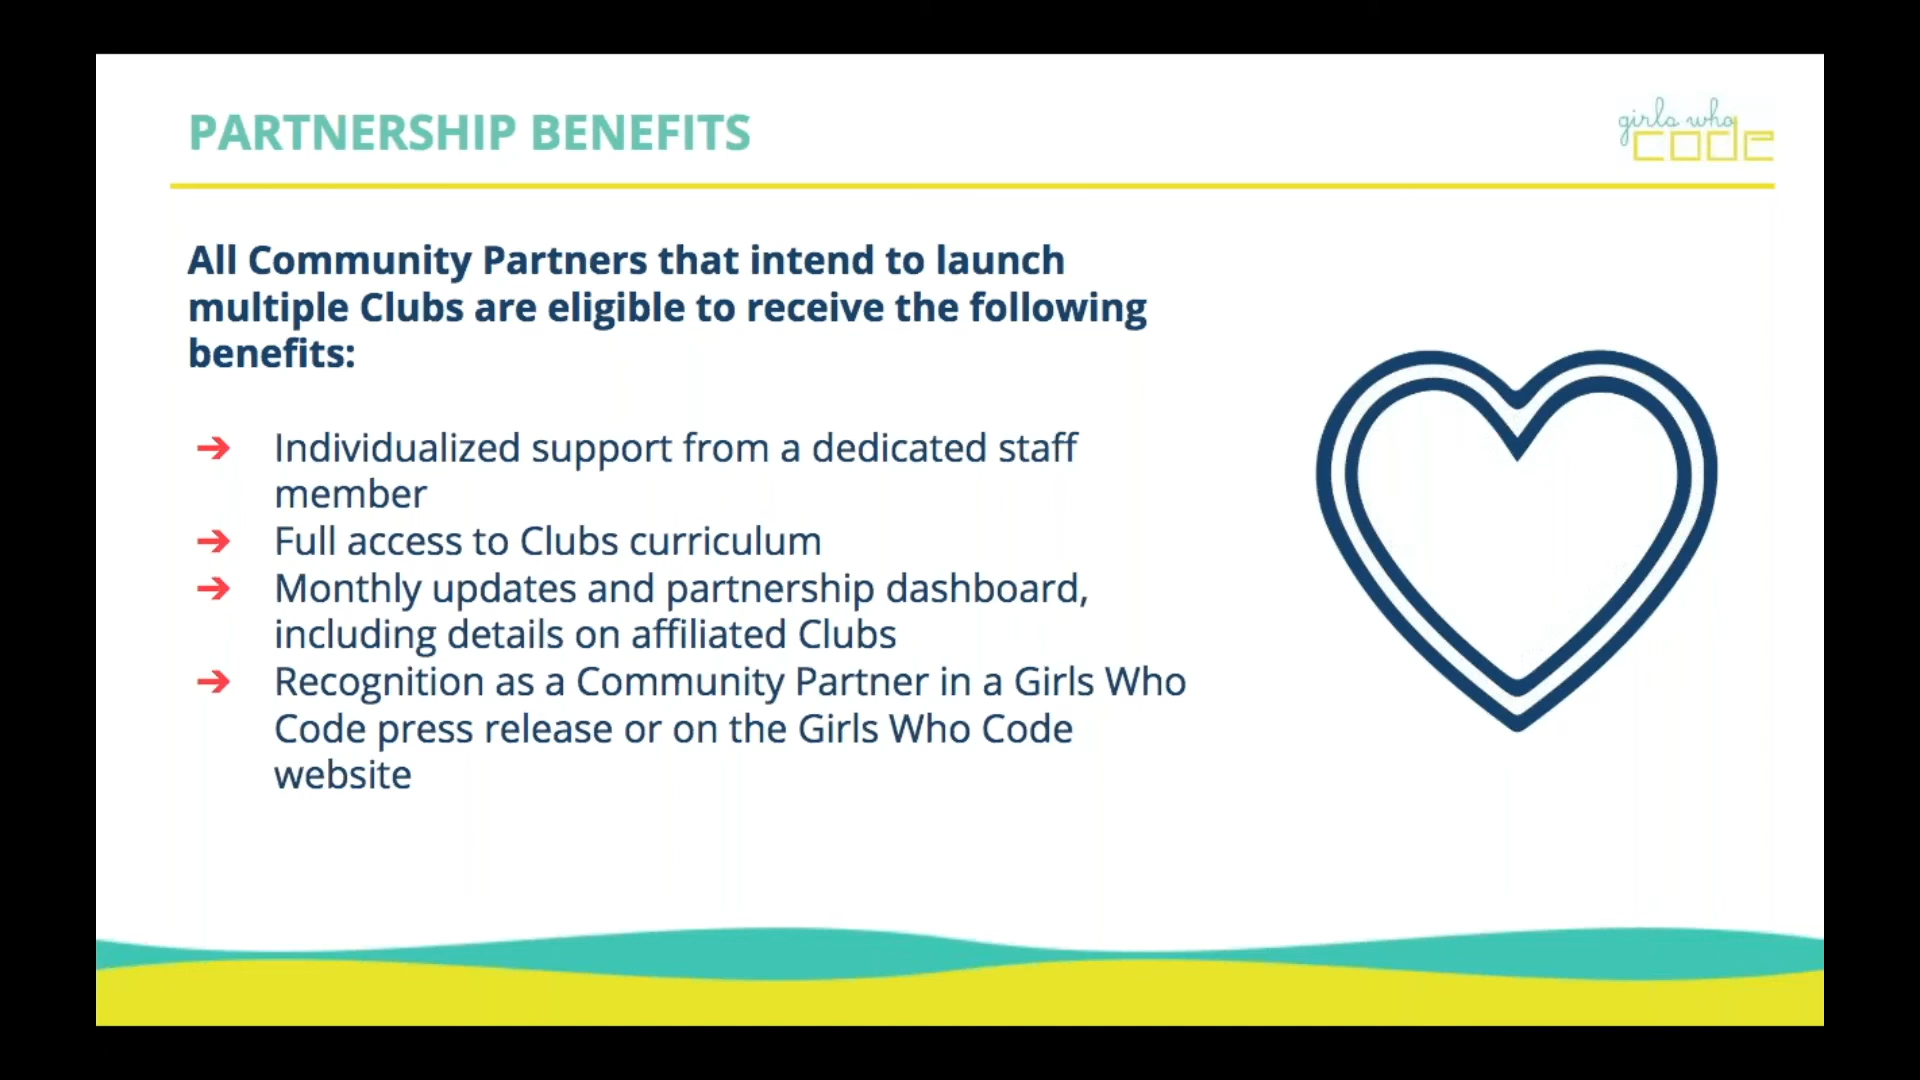 PARTNERSHIP BENEFITS
girls who
code
All Community Partners that intend to launch
multiple Clubs are eligible to receive the following
benefits:
➔ Individualized support from a dedicated staff
member
➔ Full access to Clubs curriculum
➔ Monthly updates and partnership dashboard,
including details on affiliated Clubs
➔ Recognition as a Community Partner in a Girls Who
Code press release or on the Girls Who Code
website